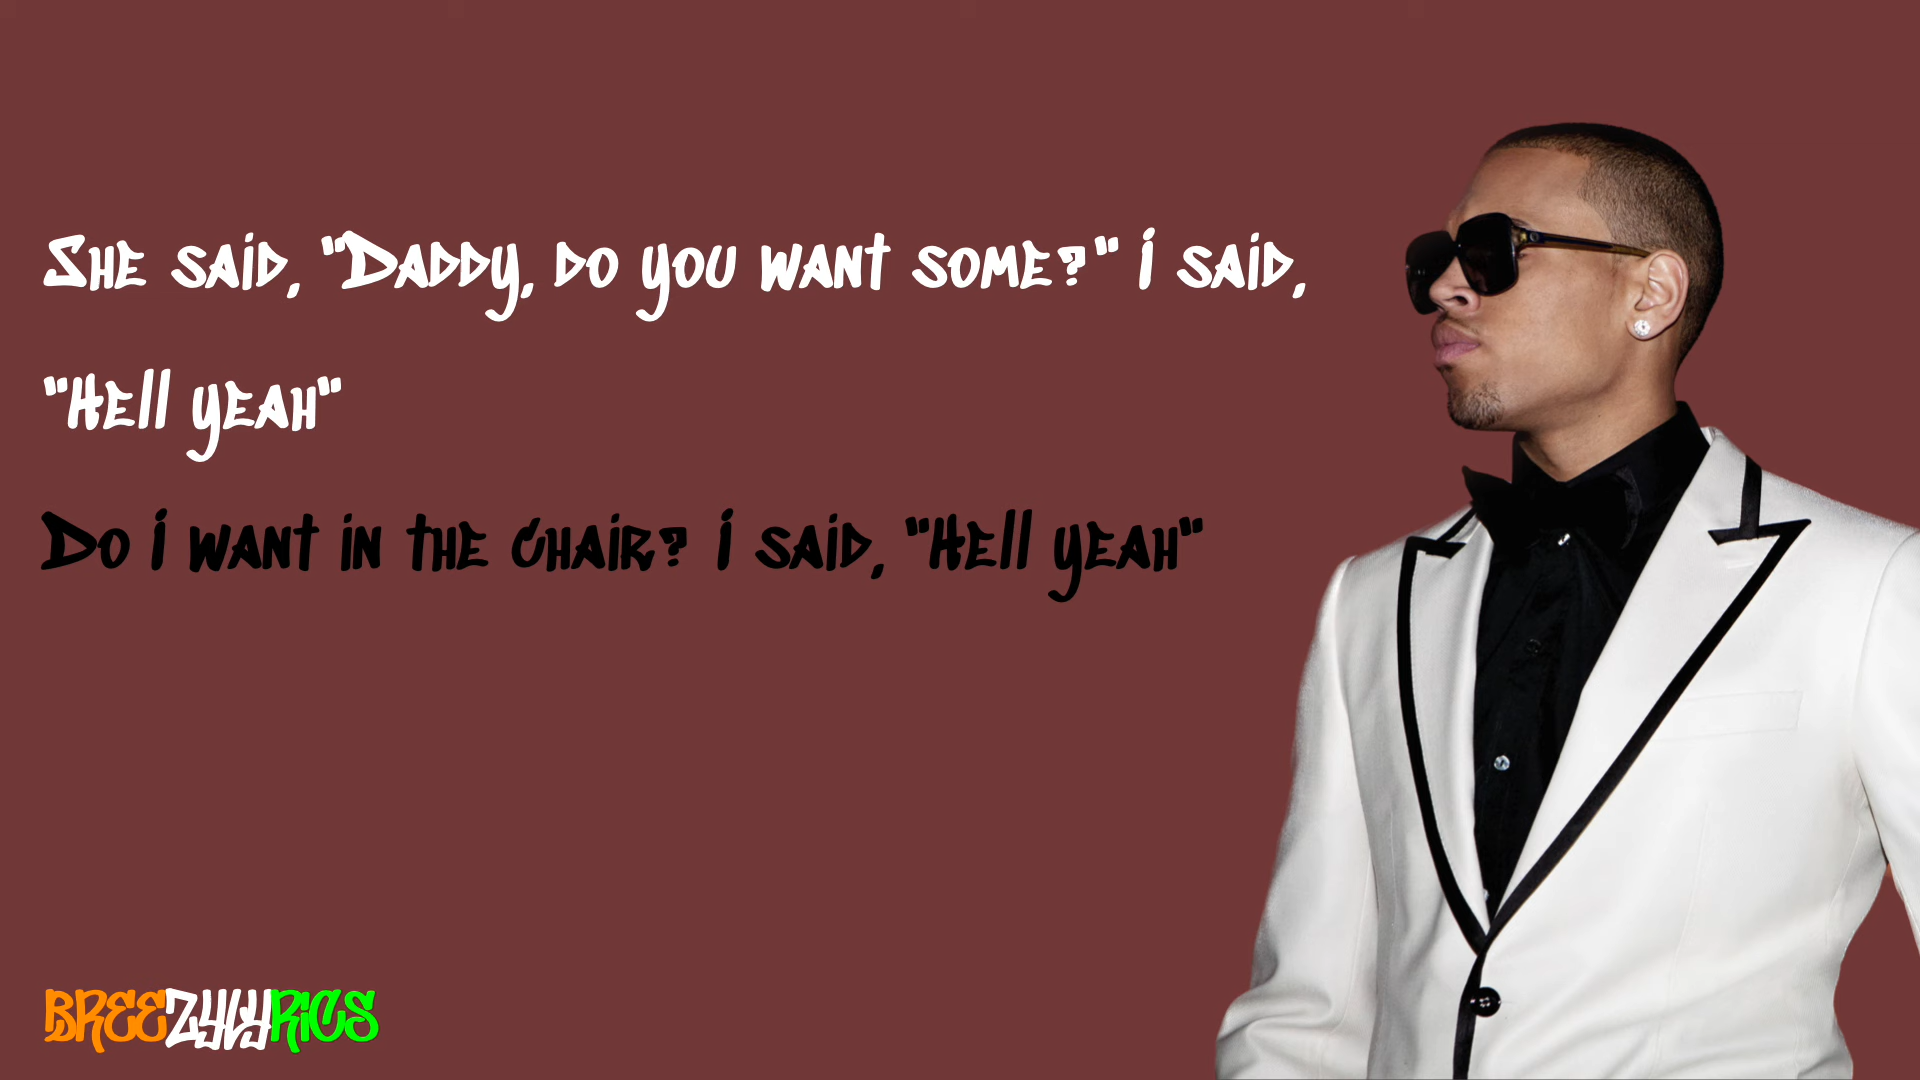 She said, "Daddy, do you want some?" I said,
"Hell yeah"
Do I want in the chair? I said, "Hell yeah"
BREEZYLYRICS